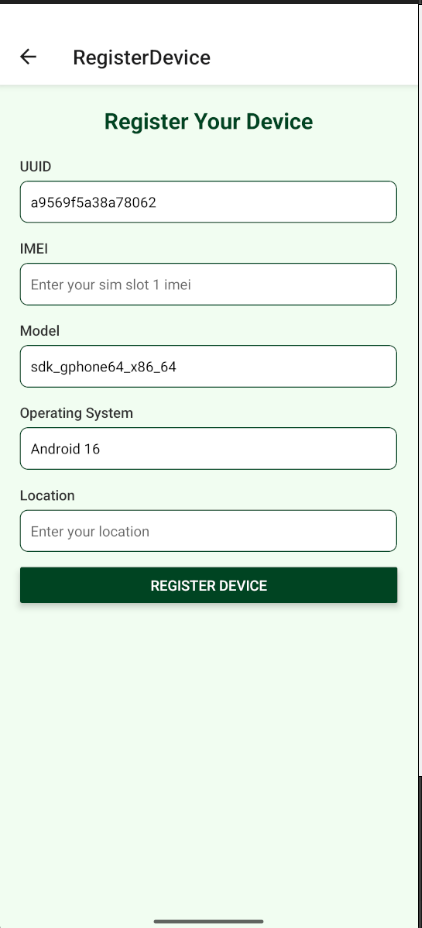 RegisterDevice
Register Your Device
UUID
a9569f5a38a78062
IMEI
Enter your sim slot 1 imei
Model
sdk_gphone64_x86_64
Operating System
Android 16
Location
Enter your location
REGISTER DEVICE